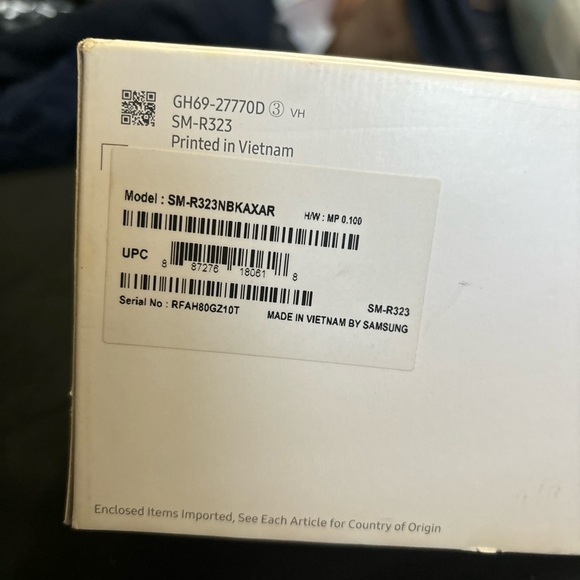 GH69-27770D ③ VH
SM-R323
Printed in Vietnam
Model : SM-R323NBKAXAR H/W : MP 0.100
UPC
8 87276 18061 8
SM-R323
Serial No : RFAH80GZ10T
MADE IN VIETNAM BY SAMSUNG
Enclosed Items Imported, See Each Article for Country of Origin